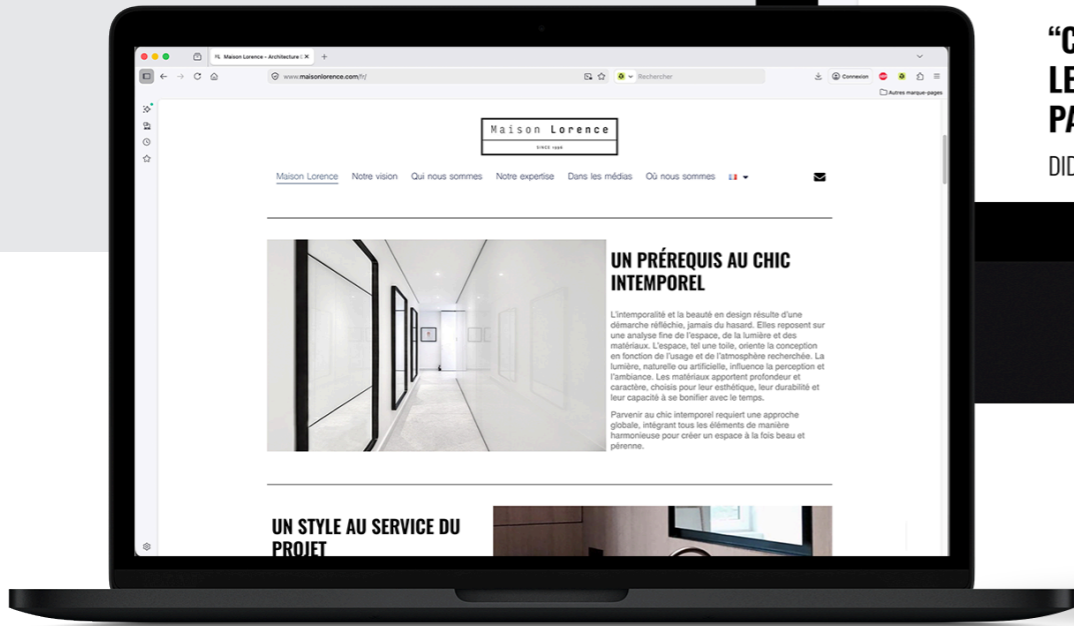 Maison Lorence - Architecture
www.maisonlorence.com/fr/
Rechercher
Connexion
Autres marque-pages
Maison Lorence
SINCE 1996
Maison Lorence Notre vision Qui nous sommes Notre expertise Dans les médias Où nous sommes
UN PRÉREQUIS AU CHIC
INTEMPOREL
L'intemporalité et la beauté en design résulte d'une
démarche réfléchie, jamais du hasard. Elles reposent sur
une analyse fine de l'espace, de la lumière et des
matériaux. L'espace, tel une toile, oriente la conception
en fonction de l'usage et de l'atmosphère recherchée. La
lumière, naturelle ou artificielle, influence la perception et
l'ambiance. Les matériaux apportent profondeur et
caractère, choisis pour leur esthétique, leur durabilité et
leur capacité à se bonifier avec le temps.
Parvenir au chic intemporel requiert une approche
globale, intégrant tous les éléments de manière
harmonieuse pour créer un espace à la fois beau et
pérenne.
UN STYLE AU SERVICE DU
PROJET
“C
LE
PA
DID